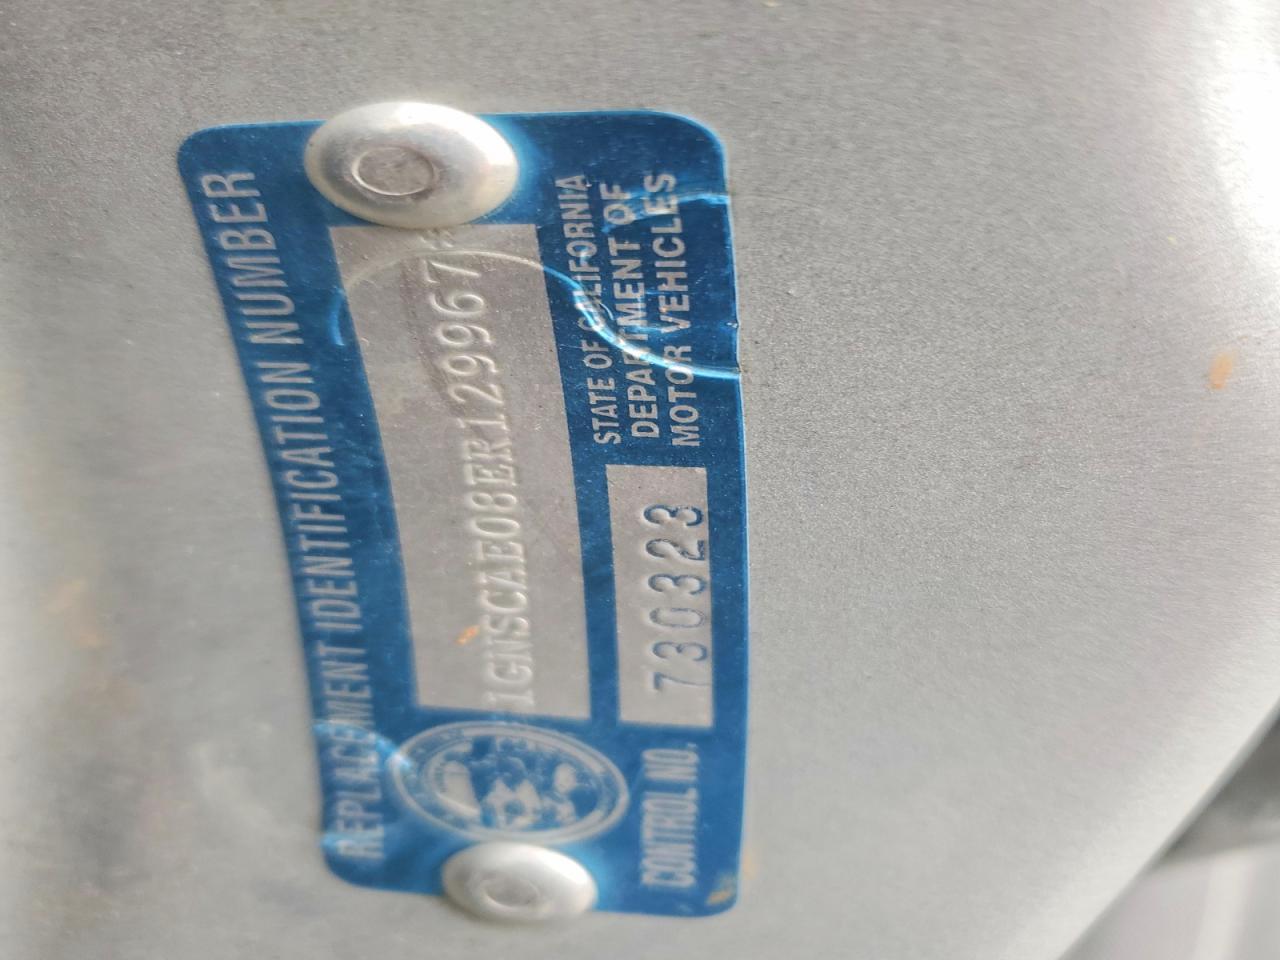 REPLACEMENT IDENTIFICATION NUMBER
1GNSCAE08ER129967*
CONTROL NO. 730323
STATE OF CALIFORNIA
DEPARTMENT OF
MOTOR VEHICLES